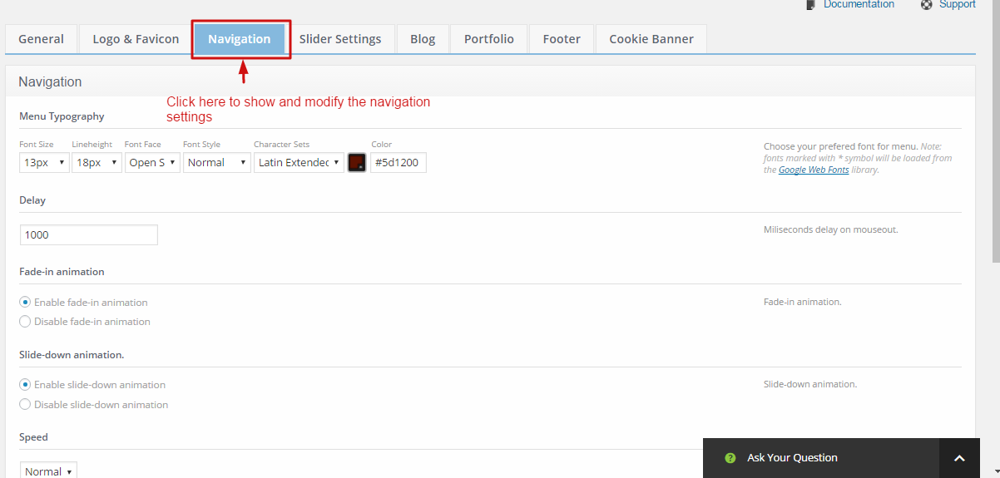 Documentation Support
General Logo & Favicon Navigation Slider Settings Blog Portfolio Footer Cookie Banner
Navigation
Click here to show and modify the navigation
settings
Menu Typography
Font Size Lineheight Font Face Font Style Character Sets Color
13px 18px Open S Normal Latin Extended #5d1200
Choose your prefered font for menu. Note:
fonts marked with * symbol will be loaded from
the Google Web Fonts library.
Delay
1000
Miliseconds delay on mouseout.
Fade-in animation
Enable fade-in animation
Fade-in animation.
Disable fade-in animation
Slide-down animation.
Enable slide-down animation
Slide-down animation.
Disable slide-down animation
Speed
Normal
? Ask Your Question